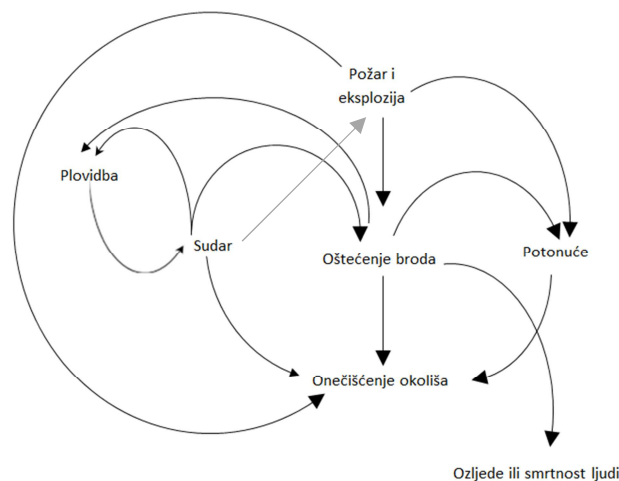 Požar i
eksplozija
Plovidba
Sudar
Oštećenje broda
Potonuće
Onečišćenje okoliša
Ozljede ili smrtnost ljudi